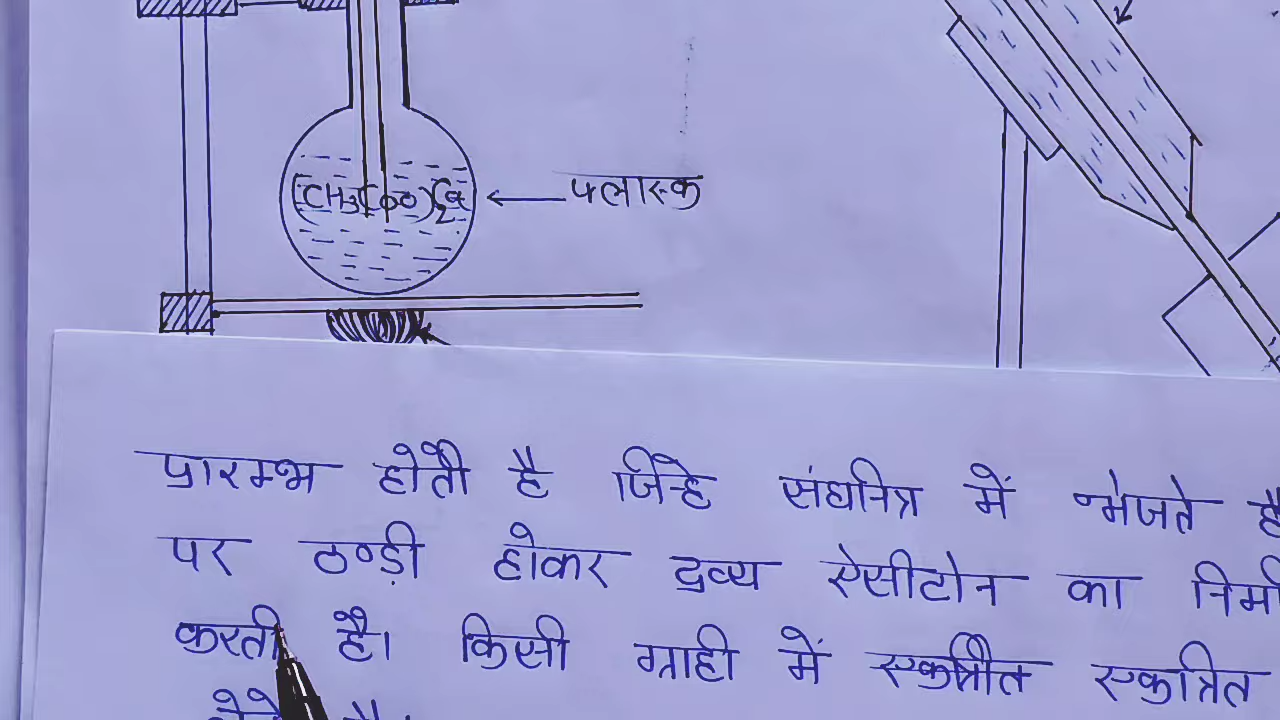 (CH3COO)2Ca
फ्लास्क
प्रारम्भ होती है जिन्हे संघनित्र में भेजते है
पर ठण्ड़ी होकर द्रव्य ऐसीटोन का निर्मा
करती है। किसी ग्राही में एकत्रित